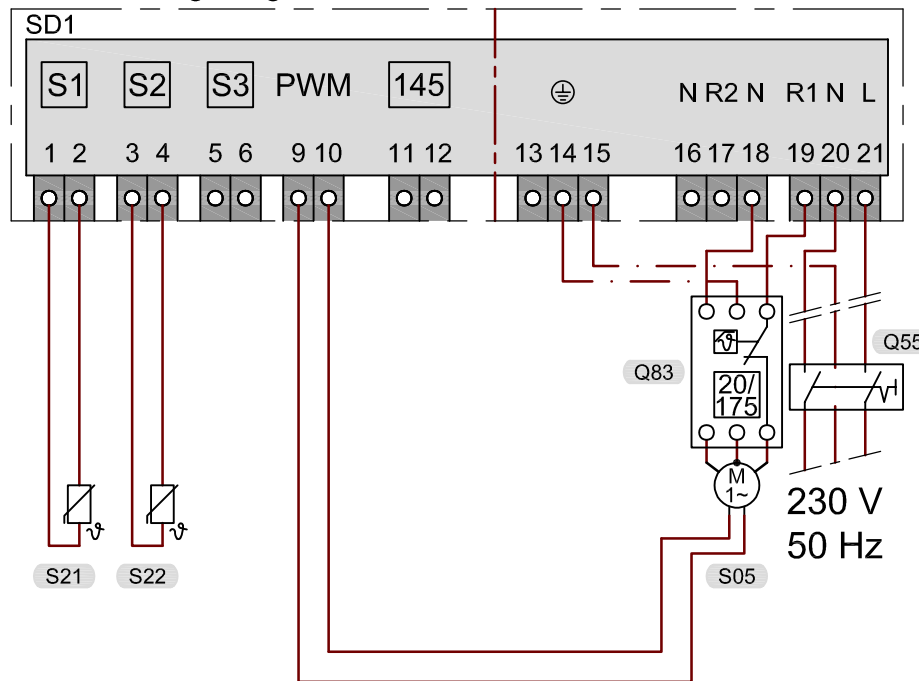 SD1
S1 S2 S3 PWM 145 N R2 N R1 N L
1 2 3 4 5 6 9 10 11 12 13 14 15 16 17 18 19 20 21
Q55
Q83
ϑ
20/
175
M
1~
230 V
50 Hz
ϑ ϑ
S21 S22 S05